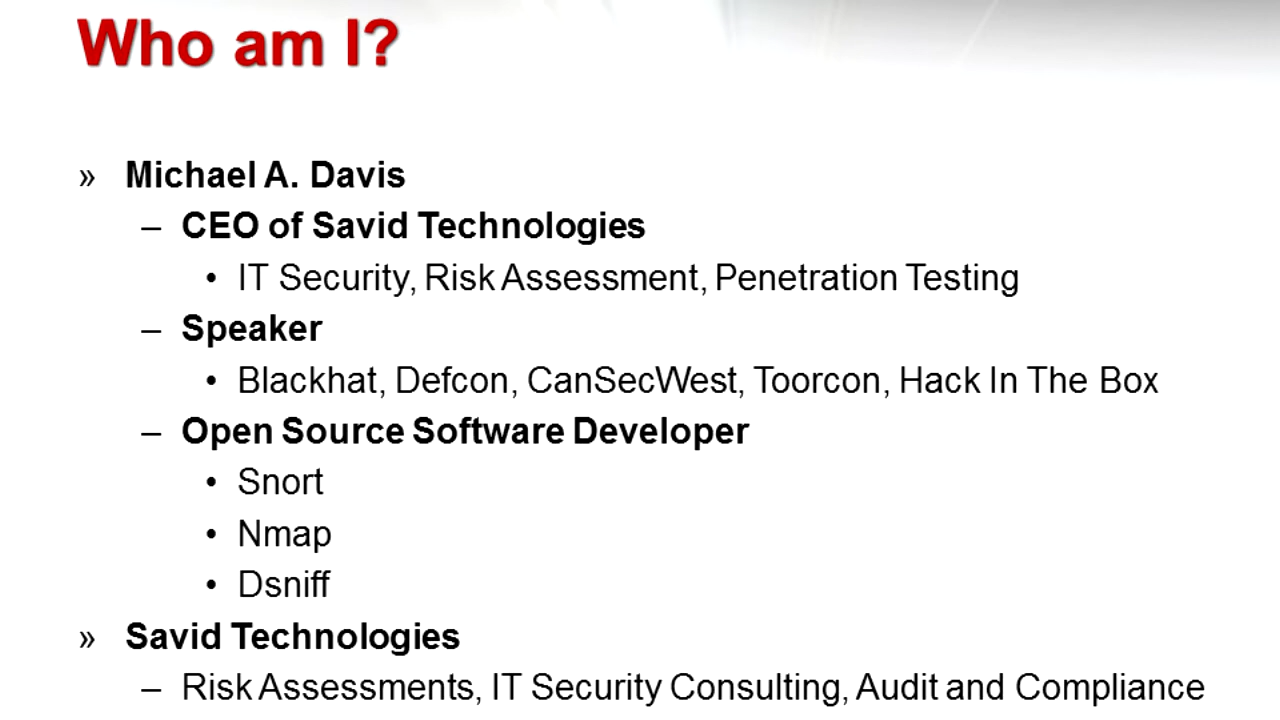 Who am I?
» Michael A. Davis
– CEO of Savid Technologies
• IT Security, Risk Assessment, Penetration Testing
– Speaker
• Blackhat, Defcon, CanSecWest, Toorcon, Hack In The Box
– Open Source Software Developer
• Snort
• Nmap
• Dsniff
» Savid Technologies
– Risk Assessments, IT Security Consulting, Audit and Compliance